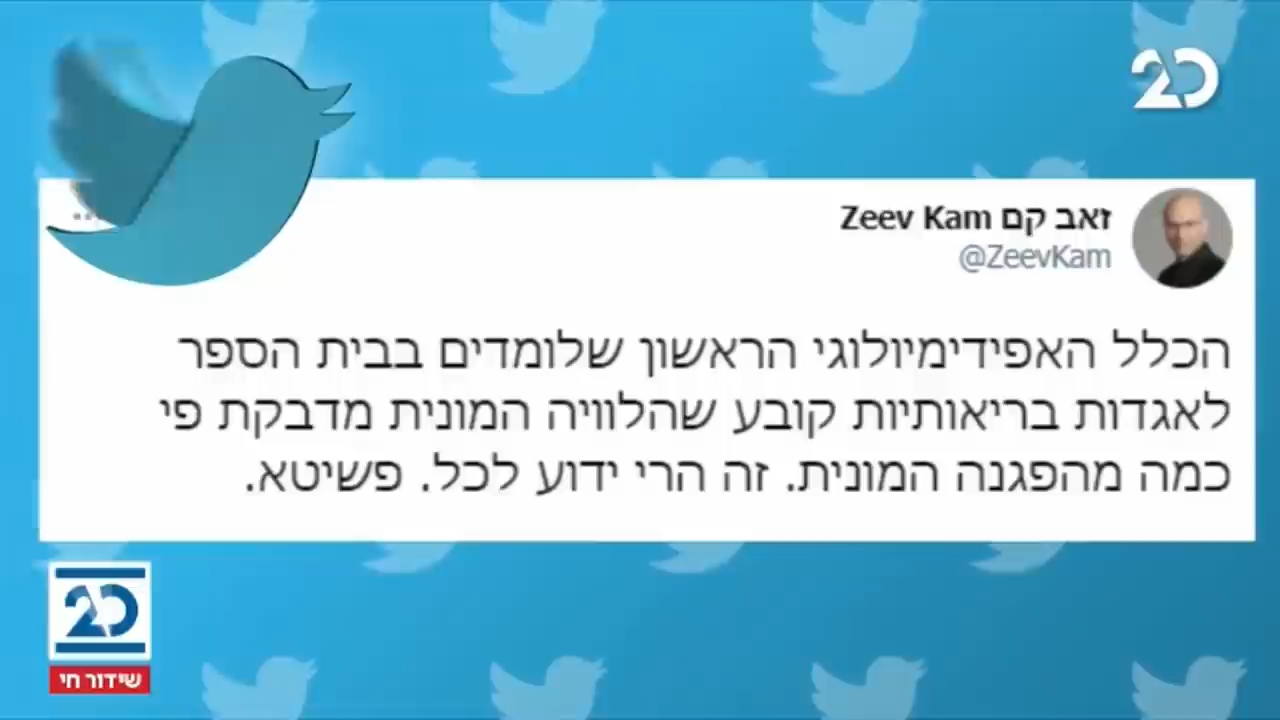 20
זאב קם Zeev Kam
@ZeevKam
הכלל האפידימיולוגי הראשון שלומדים בבית הספר
לאגדות בריאותיות קובע שהלוויה המונית מדבקת פי
כמה מהפגנה המונית. זה הרי ידוע לכל. פשיטא.
20
שידור חי